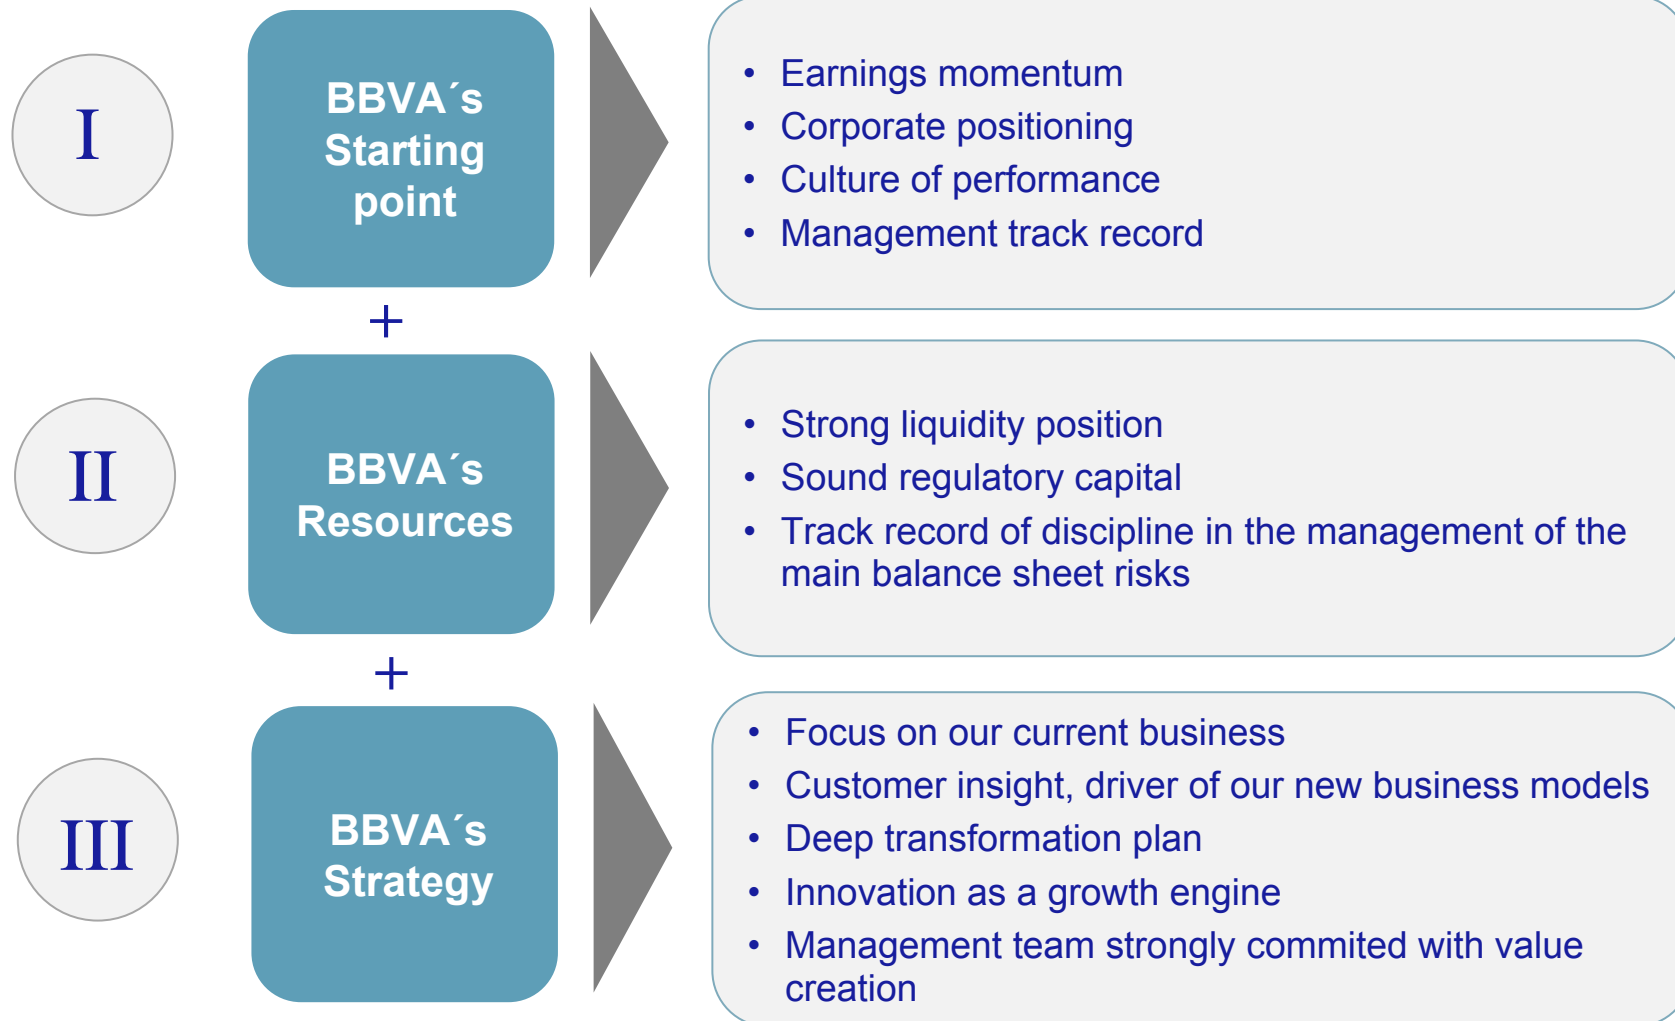 I
BBVA´s
Starting
point
• Earnings momentum
• Corporate positioning
• Culture of performance
• Management track record
+
II
BBVA´s
Resources
• Strong liquidity position
• Sound regulatory capital
• Track record of discipline in the management of the
main balance sheet risks
+
III
BBVA´s
Strategy
• Focus on our current business
• Customer insight, driver of our new business models
• Deep transformation plan
• Innovation as a growth engine
• Management team strongly commited with value
creation